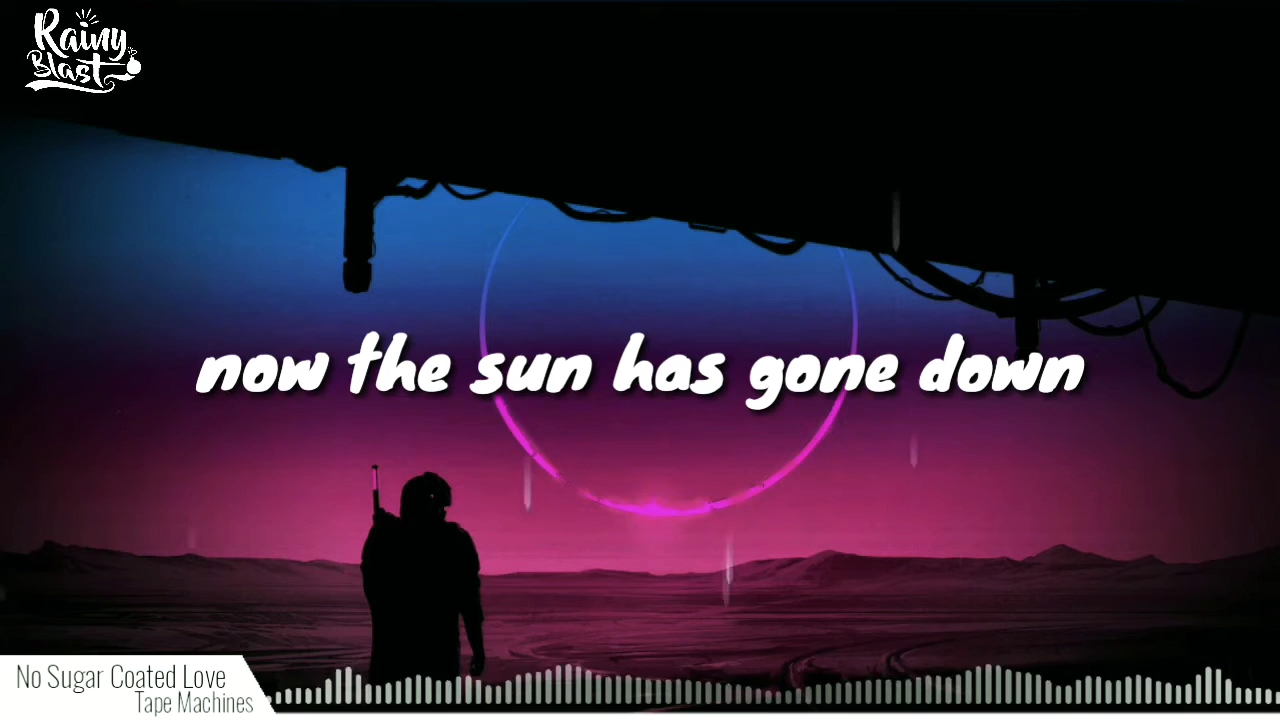 Rainy
Blast
now the sun has gone down
No Sugar Coated Love
Tape Machines